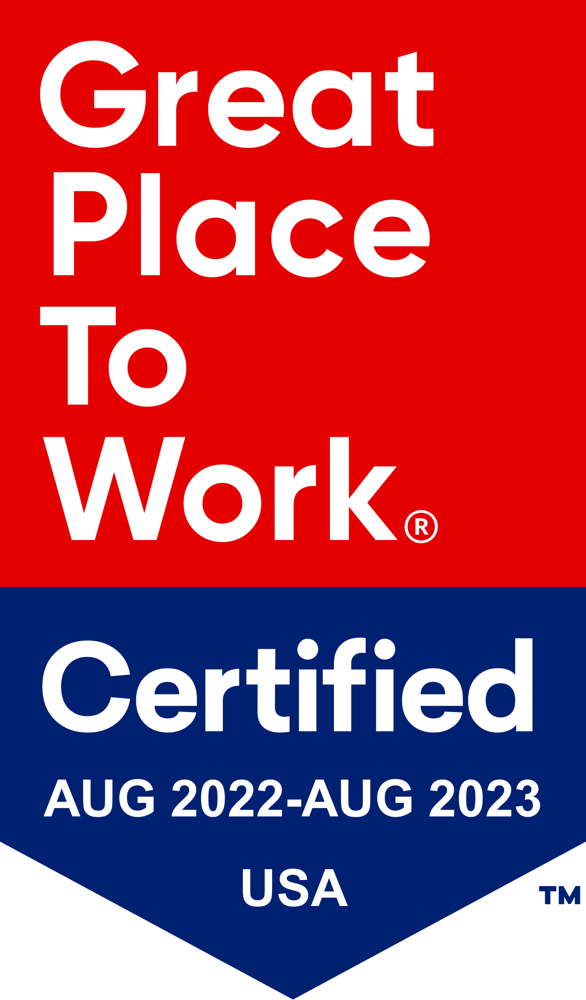 Great
Place
To
Work®
Certified
AUG 2022-AUG 2023
USA
TM